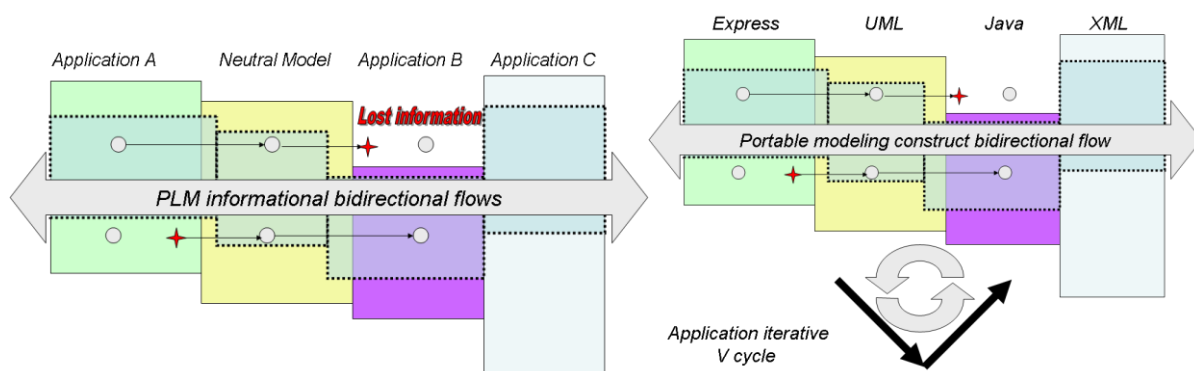 Application A
Neutral Model
Application B
Application C
Lost information
PLM informational bidirectional flows
Express
UML
Java
XML
Portable modeling construct bidirectional flow
Application iterative
V cycle